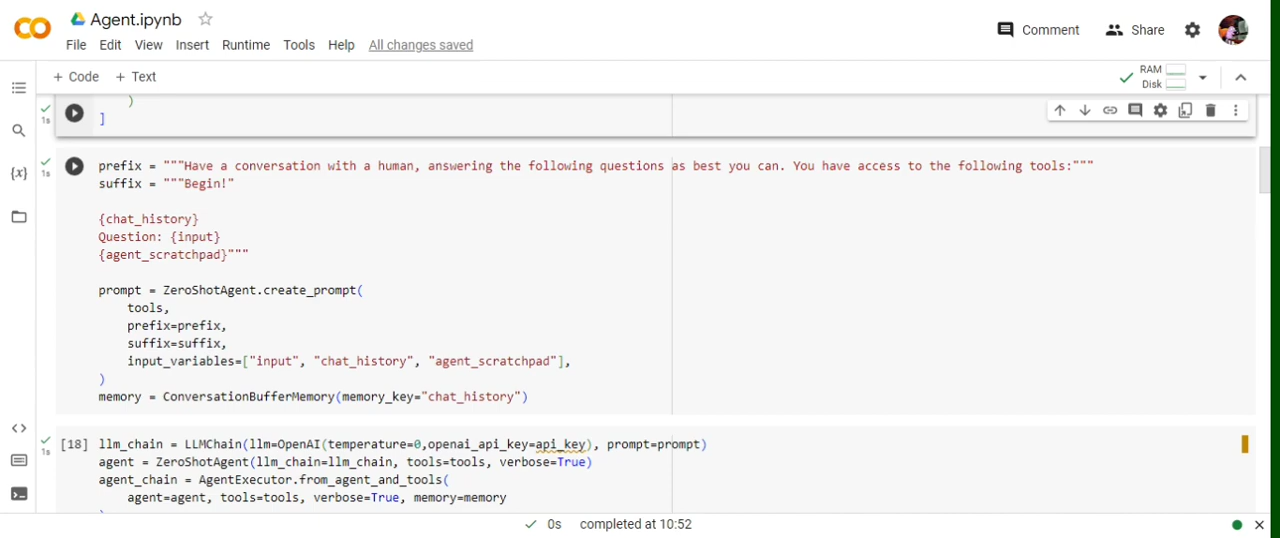 CO Agent.ipynb
File Edit View Insert Runtime Tools Help All changes saved
Comment Share
+ Code + Text
RAM
Disk
)
]
1s
1s
prefix = """Have a conversation with a human, answering the following questions as best you can. You have access to the following tools:"""
suffix = """Begin!"
{chat_history}
Question: {input}
{agent_scratchpad}"""
prompt = ZeroShotAgent.create_prompt(
tools,
prefix=prefix,
suffix=suffix,
input_variables=["input", "chat_history", "agent_scratchpad"],
)
memory = ConversationBufferMemory(memory_key="chat_history")
[18] llm_chain = LLMChain(llm=OpenAI(temperature=0,openai_api_key=api_key), prompt=prompt)
1s
agent = ZeroShotAgent(llm_chain=llm_chain, tools=tools, verbose=True)
agent_chain = AgentExecutor.from_agent_and_tools(
agent=agent, tools=tools, verbose=True, memory=memory
)
0s completed at 10:52